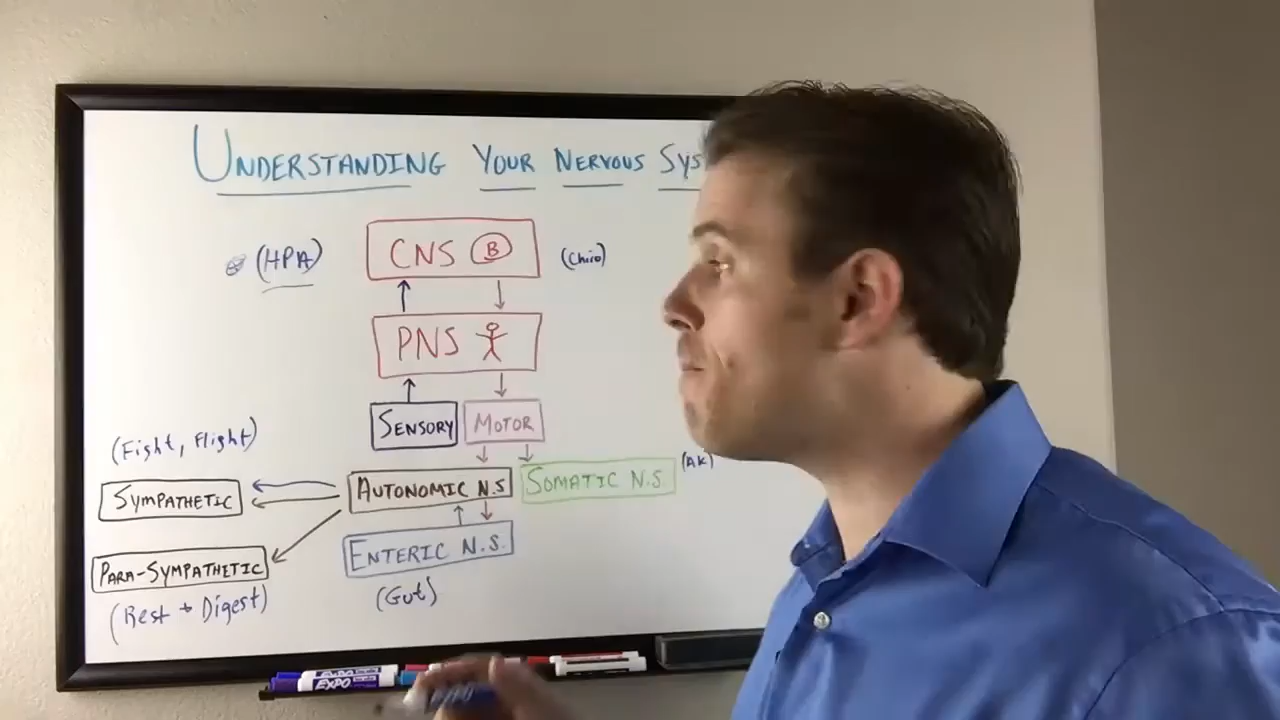 UNDERSTANDING YOUR NERVOUS SYS
(HPA)
CNS B
(Chiro)
PNS
SENSORY
MOTOR
(Fight, Flight)
SYMPATHETIC
AUTONOMIC N.S
SOMATIC N.S.
(AK)
ENTERIC N.S.
PARA-SYMPATHETIC
(Gut)
(Rest + Digest)
EXPO
EXPO